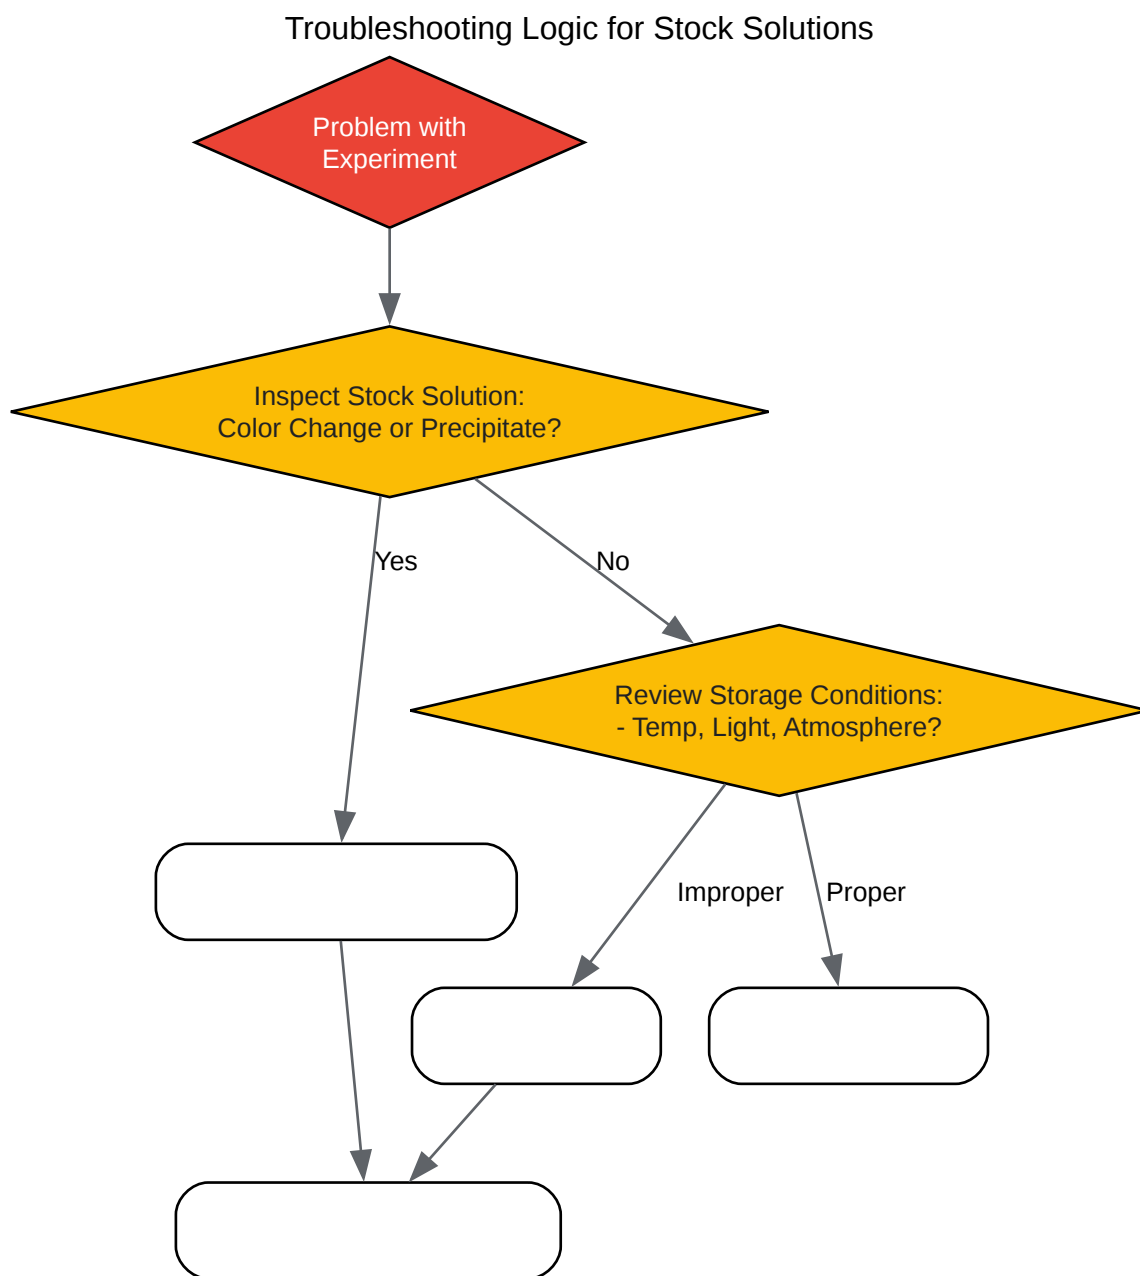 Troubleshooting Logic for Stock Solutions
Problem with
Experiment
Inspect Stock Solution:
Color Change or Precipitate?
Yes
No
Review Storage Conditions:
- Temp, Light, Atmosphere?
Improper
Proper